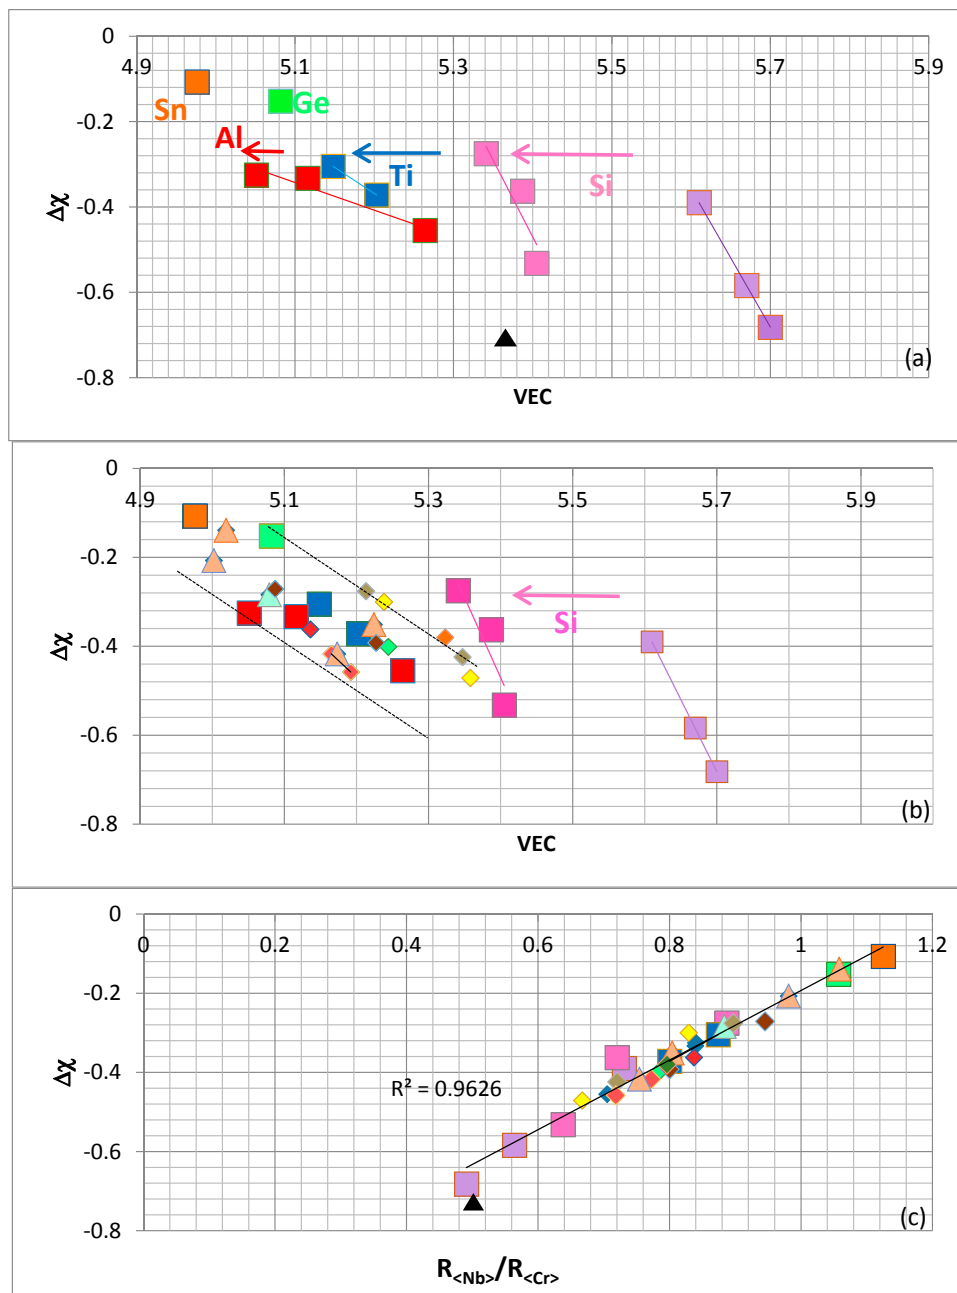 0
4.9 5.1 5.3 5.5 5.7 5.9
Sn
Ge
-0.2
Al
Ti
Si
Δχ
-0.4
-0.6
-0.8
(a)
VEC
0
4.9 5.1 5.3 5.5 5.7 5.9
-0.2
Si
Δχ
-0.4
-0.6
-0.8
(b)
VEC
0
0 0.2 0.4 0.6 0.8 1 1.2
-0.2
Δχ
-0.4
R² = 0.9626
-0.6
-0.8
(c)
R<Nb>/R<Cr>